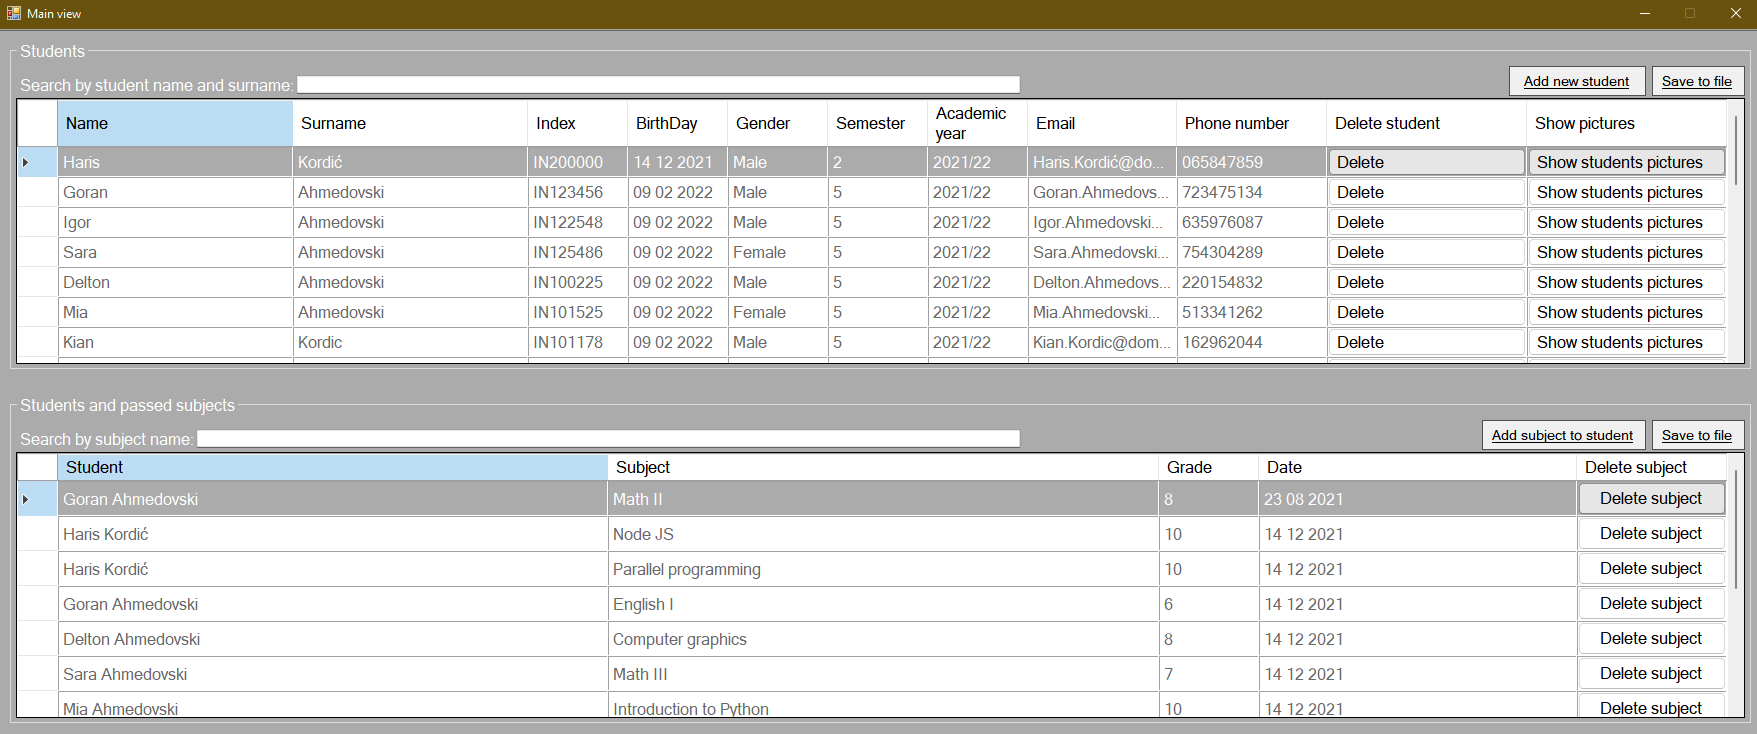 Main view
Students
Search by student name and surname:
Add new student Save to file
Name Surname Index BirthDay Gender Semester Academic year Email Phone number Delete student Show pictures
Haris Kordić IN200000 14 12 2021 Male 2 2021/22 Haris.Kordić@do... 065847859 Delete Show students pictures
Goran Ahmedovski IN123456 09 02 2022 Male 5 2021/22 Goran.Ahmedovs... 723475134 Delete Show students pictures
Igor Ahmedovski IN122548 09 02 2022 Male 5 2021/22 Igor.Ahmedovski... 635976087 Delete Show students pictures
Sara Ahmedovski IN125486 09 02 2022 Female 5 2021/22 Sara.Ahmedovski... 754304289 Delete Show students pictures
Delton Ahmedovski IN100225 09 02 2022 Male 5 2021/22 Delton.Ahmedovs... 220154832 Delete Show students pictures
Mia Ahmedovski IN101525 09 02 2022 Female 5 2021/22 Mia.Ahmedovski... 513341262 Delete Show students pictures
Kian Kordic IN101178 09 02 2022 Male 5 2021/22 Kian.Kordic@dom... 162962044 Delete Show students pictures
Students and passed subjects
Search by subject name:
Add subject to student Save to file
Student Subject Grade Date Delete subject
Goran Ahmedovski Math II 8 23 08 2021 Delete subject
Haris Kordić Node JS 10 14 12 2021 Delete subject
Haris Kordić Parallel programming 10 14 12 2021 Delete subject
Goran Ahmedovski English I 6 14 12 2021 Delete subject
Delton Ahmedovski Computer graphics 8 14 12 2021 Delete subject
Sara Ahmedovski Math III 7 14 12 2021 Delete subject
Mia Ahmedovski Introduction to Python 10 14 12 2021 Delete subject